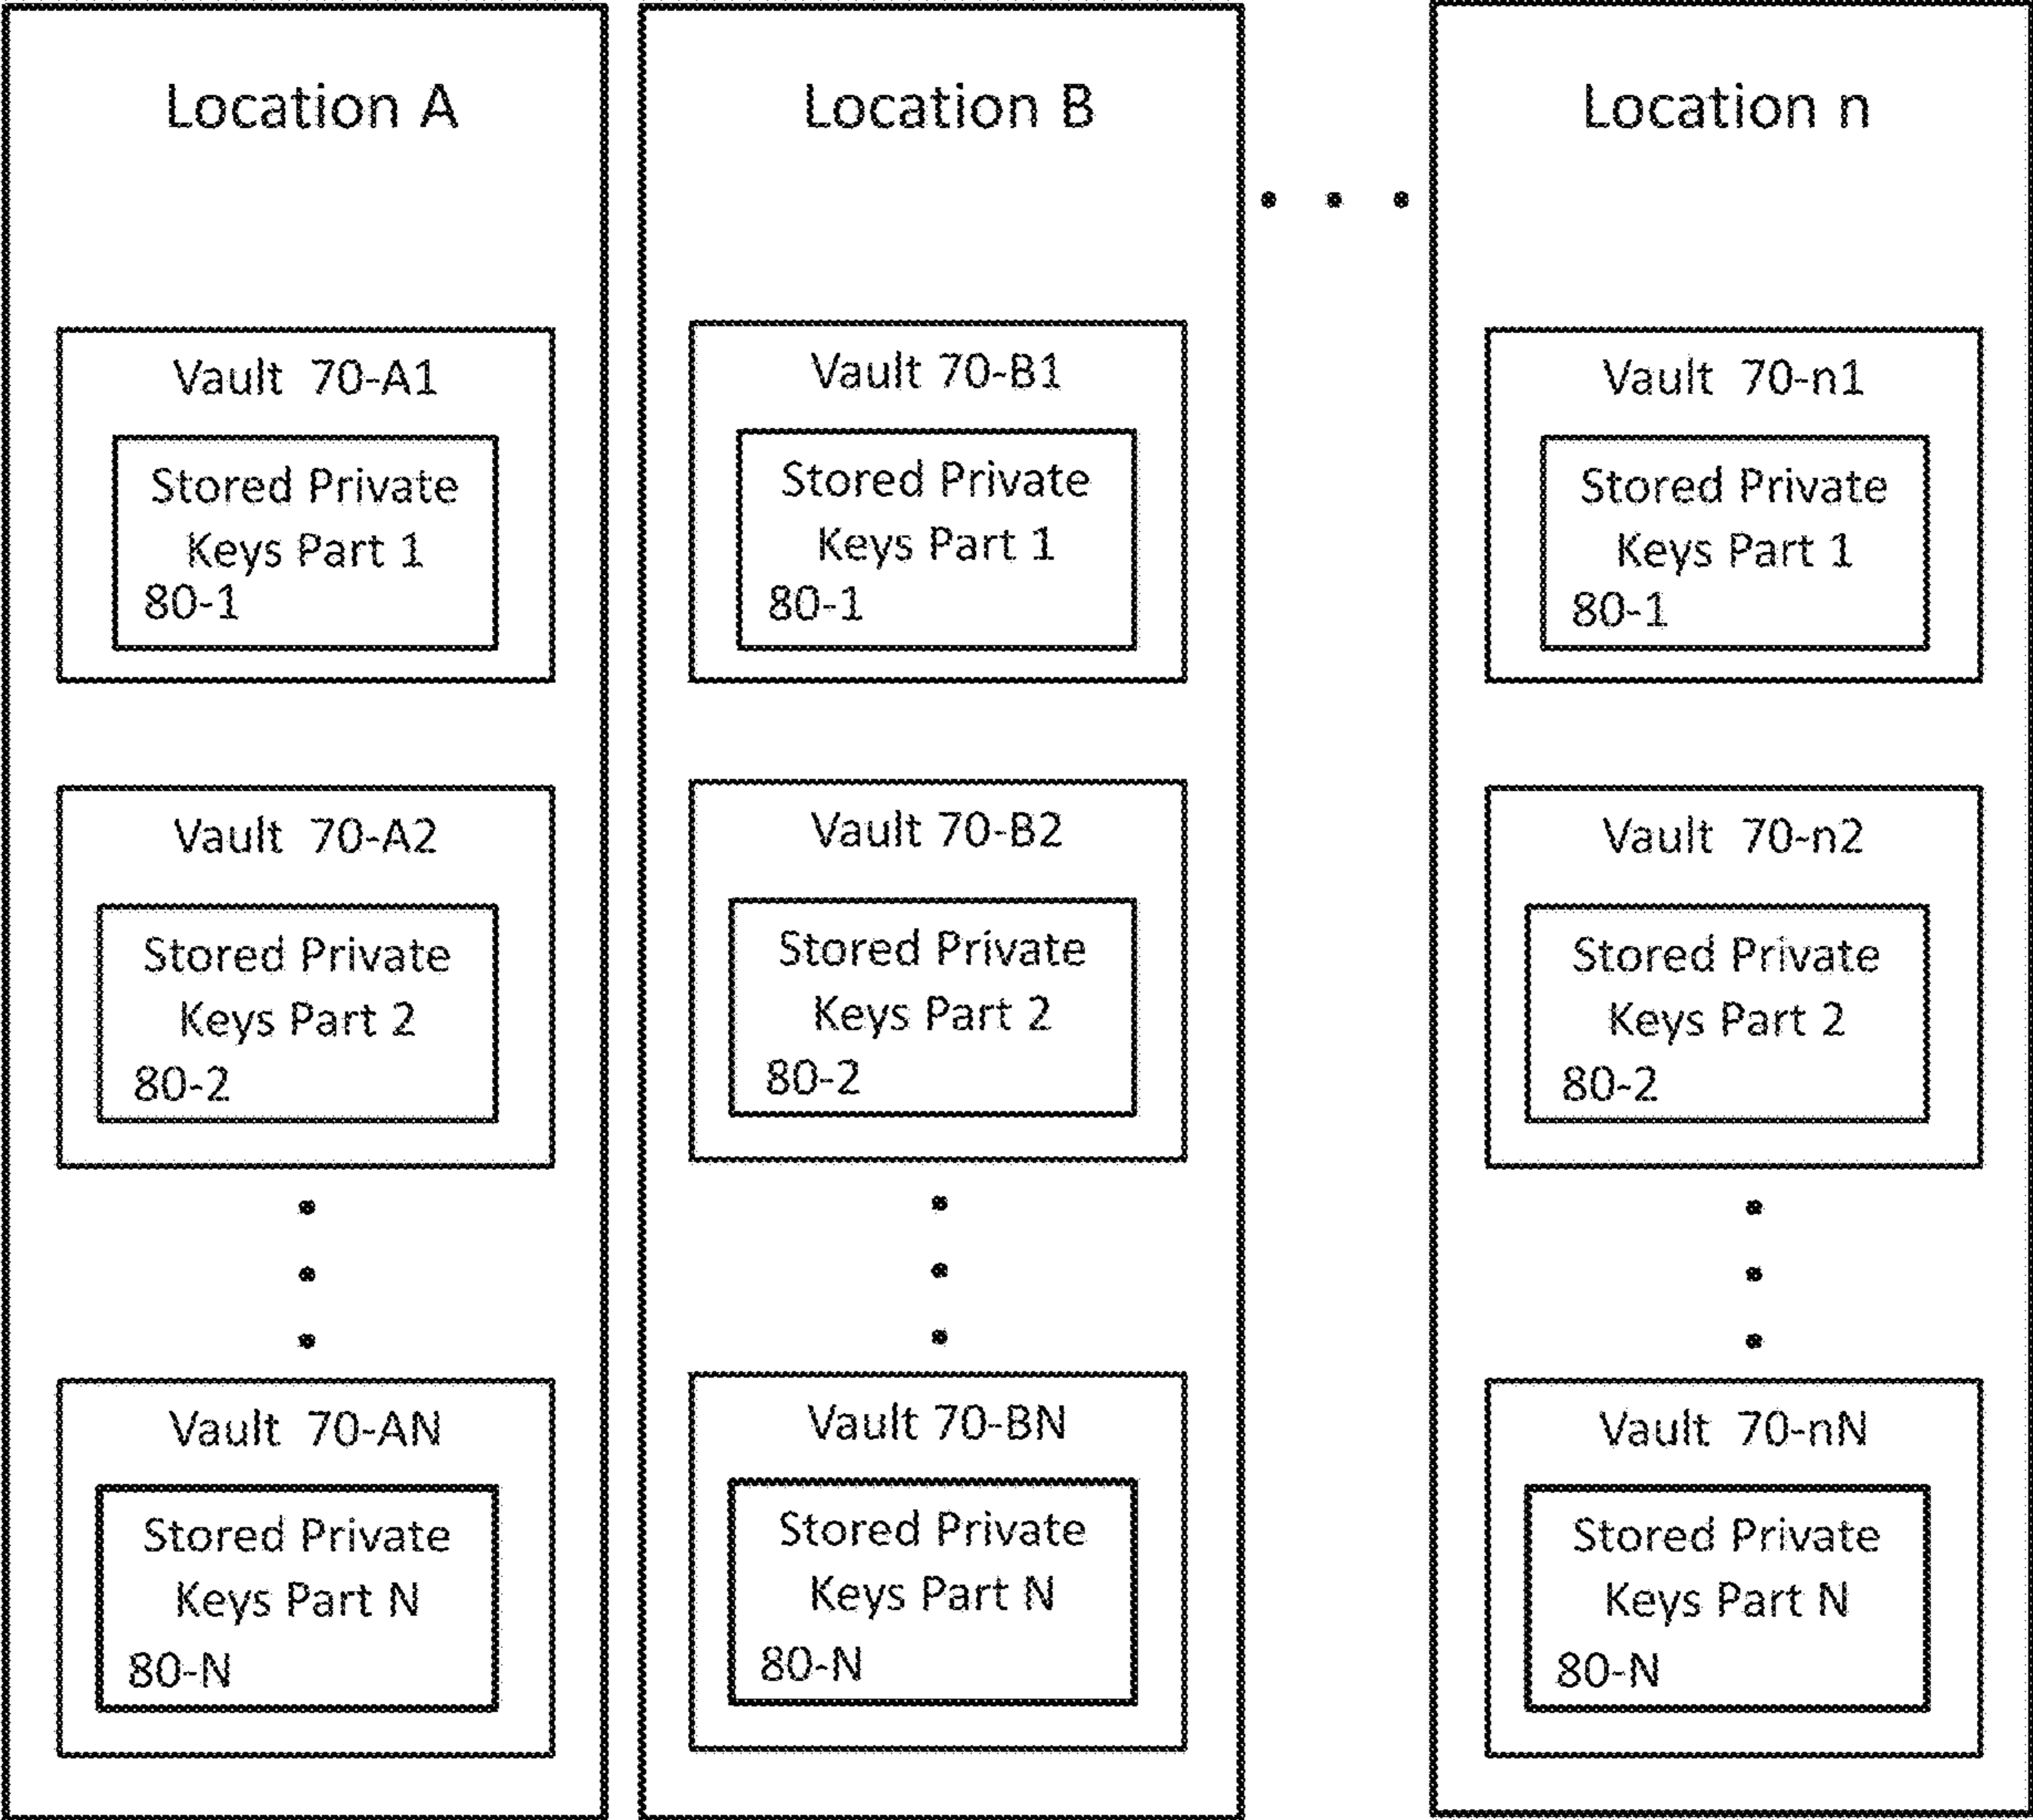 Location A
Vault 70-A1
Stored Private
Keys Part 1
80-1
Vault 70-A2
Stored Private
Keys Part 2
80-2
Vault 70-AN
Stored Private
Keys Part N
80-N
Location B
Vault 70-B1
Stored Private
Keys Part 1
80-1
Vault 70-B2
Stored Private
Keys Part 2
80-2
Vault 70-BN
Stored Private
Keys Part N
80-N
Location n
Vault 70-n1
Stored Private
Keys Part 1
80-1
Vault 70-n2
Stored Private
Keys Part 2
80-2
Vault 70-nN
Stored Private
Keys Part N
80-N